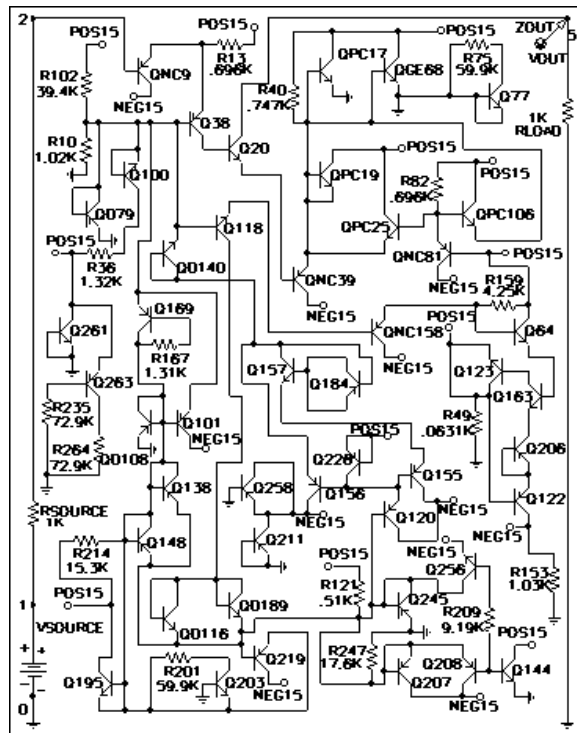 2
POS15
POS15
ZOUT
5
VOUT
R102
39.4K
QNC9
R13
.696K
NEG15
QPC17
POS15
QGE68
R75
59.9K
R40
.747K
Q77
1K
RLOAD
R10
1.02K
Q38
Q20
Q100
Q079
POS15
POS15
QPC19
R82
.696K
QPC25
QPC106
QNC81
POS15
POS15
R36
1.32K
Q118
Q0140
QNC39
NEG15
NEG15
R159
4.25K
POS15
Q261
Q169
QNC158
Q64
R167
1.31K
Q157
Q184
NEG15
Q123
Q163
Q263
R235
72.9K
R264
72.9K
Q101
NEG15
Q0108
R49
.0631K
Q206
Q228
Q155
Q138
Q258
Q156
Q122
RSOURCE
1K
NEG15
NEG15
Q120
NEG15
R214
15.3K
Q148
Q211
NEG15
Q256
R153
1.03K
POS15
POS15
R121
.51K
1
VSOURCE
Q0189
Q245
R209
9.19K
Q0116
POS15
R201
59.9K
Q219
R247
17.6K
Q208
Q207
Q144
Q195
Q203
NEG15
NEG15
0